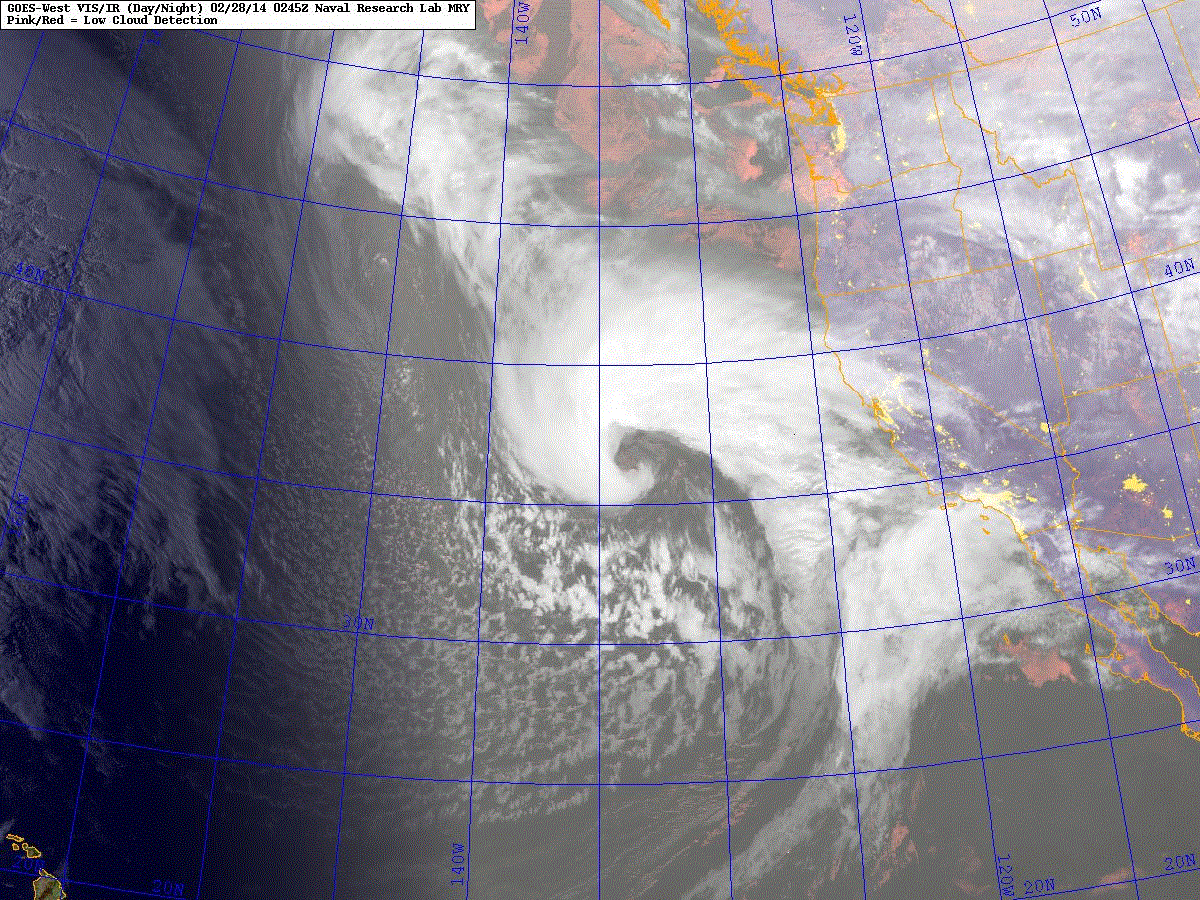 GOES-West VIS/IR (Day/Night) 02/28/14 0245Z Naval Research Lab MRY
Pink/Red = Low Cloud Detection
140W
120W
50N
40N
40N
30N
30N
140W
120W
20N
20N
20N